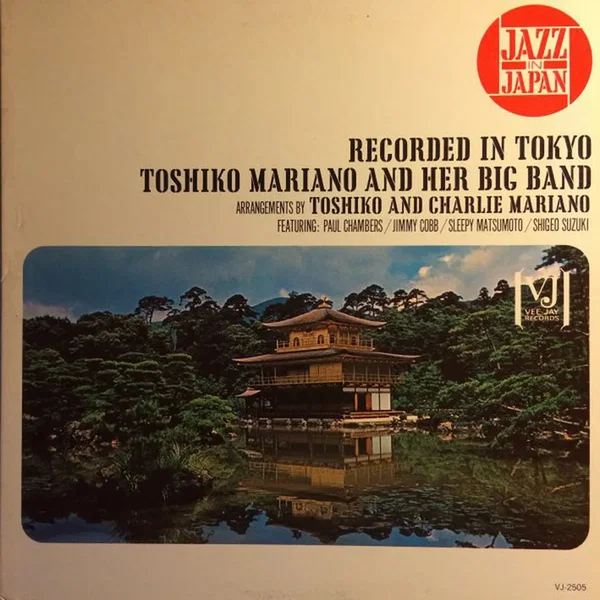 JAZZ
IN
JAPAN
RECORDED IN TOKYO
TOSHIKO MARIANO AND HER BIG BAND
ARRANGEMENTS BY TOSHIKO AND CHARLIE MARIANO
FEATURING: PAUL CHAMBERS / JIMMY COBB / SLEEPY MATSUMOTO / SHIGEO SUZUKI
VJ
VEE-JAY
RECORDS
VJ-2505